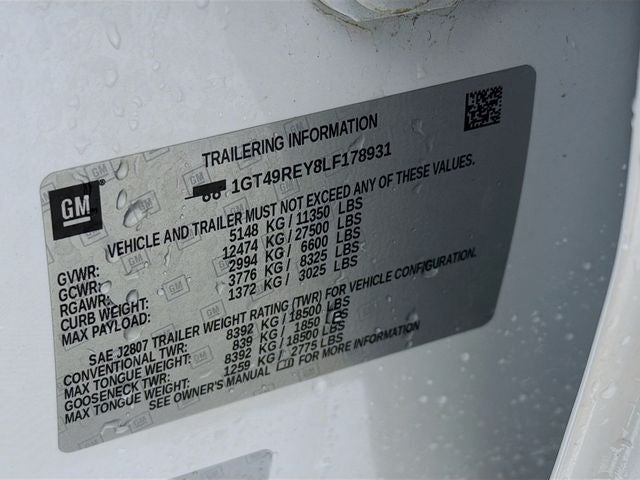 TRAILERING INFORMATION
1GT49REY8LF178931
GM
VEHICLE AND TRAILER MUST NOT EXCEED ANY OF THESE VALUES.
GVWR: 5148 KG / 11350 LBS
GCWR: 12474 KG / 27500 LBS
RGAWR: 2994 KG / 6600 LBS
CURB WEIGHT: 3776 KG / 8325 LBS
MAX PAYLOAD: 1372 KG / 3025 LBS
SAE J2807 TRAILER WEIGHT RATING (TWR) FOR VEHICLE CONFIGURATION.
CONVENTIONAL TWR: 8392 KG / 18500 LBS
MAX TONGUE WEIGHT: 839 KG / 1850 LBS
GOOSENECK TWR: 8392 KG / 18500 LBS
MAX TONGUE WEIGHT: 1259 KG / 2775 LBS
SEE OWNER'S MANUAL FOR MORE INFORMATION